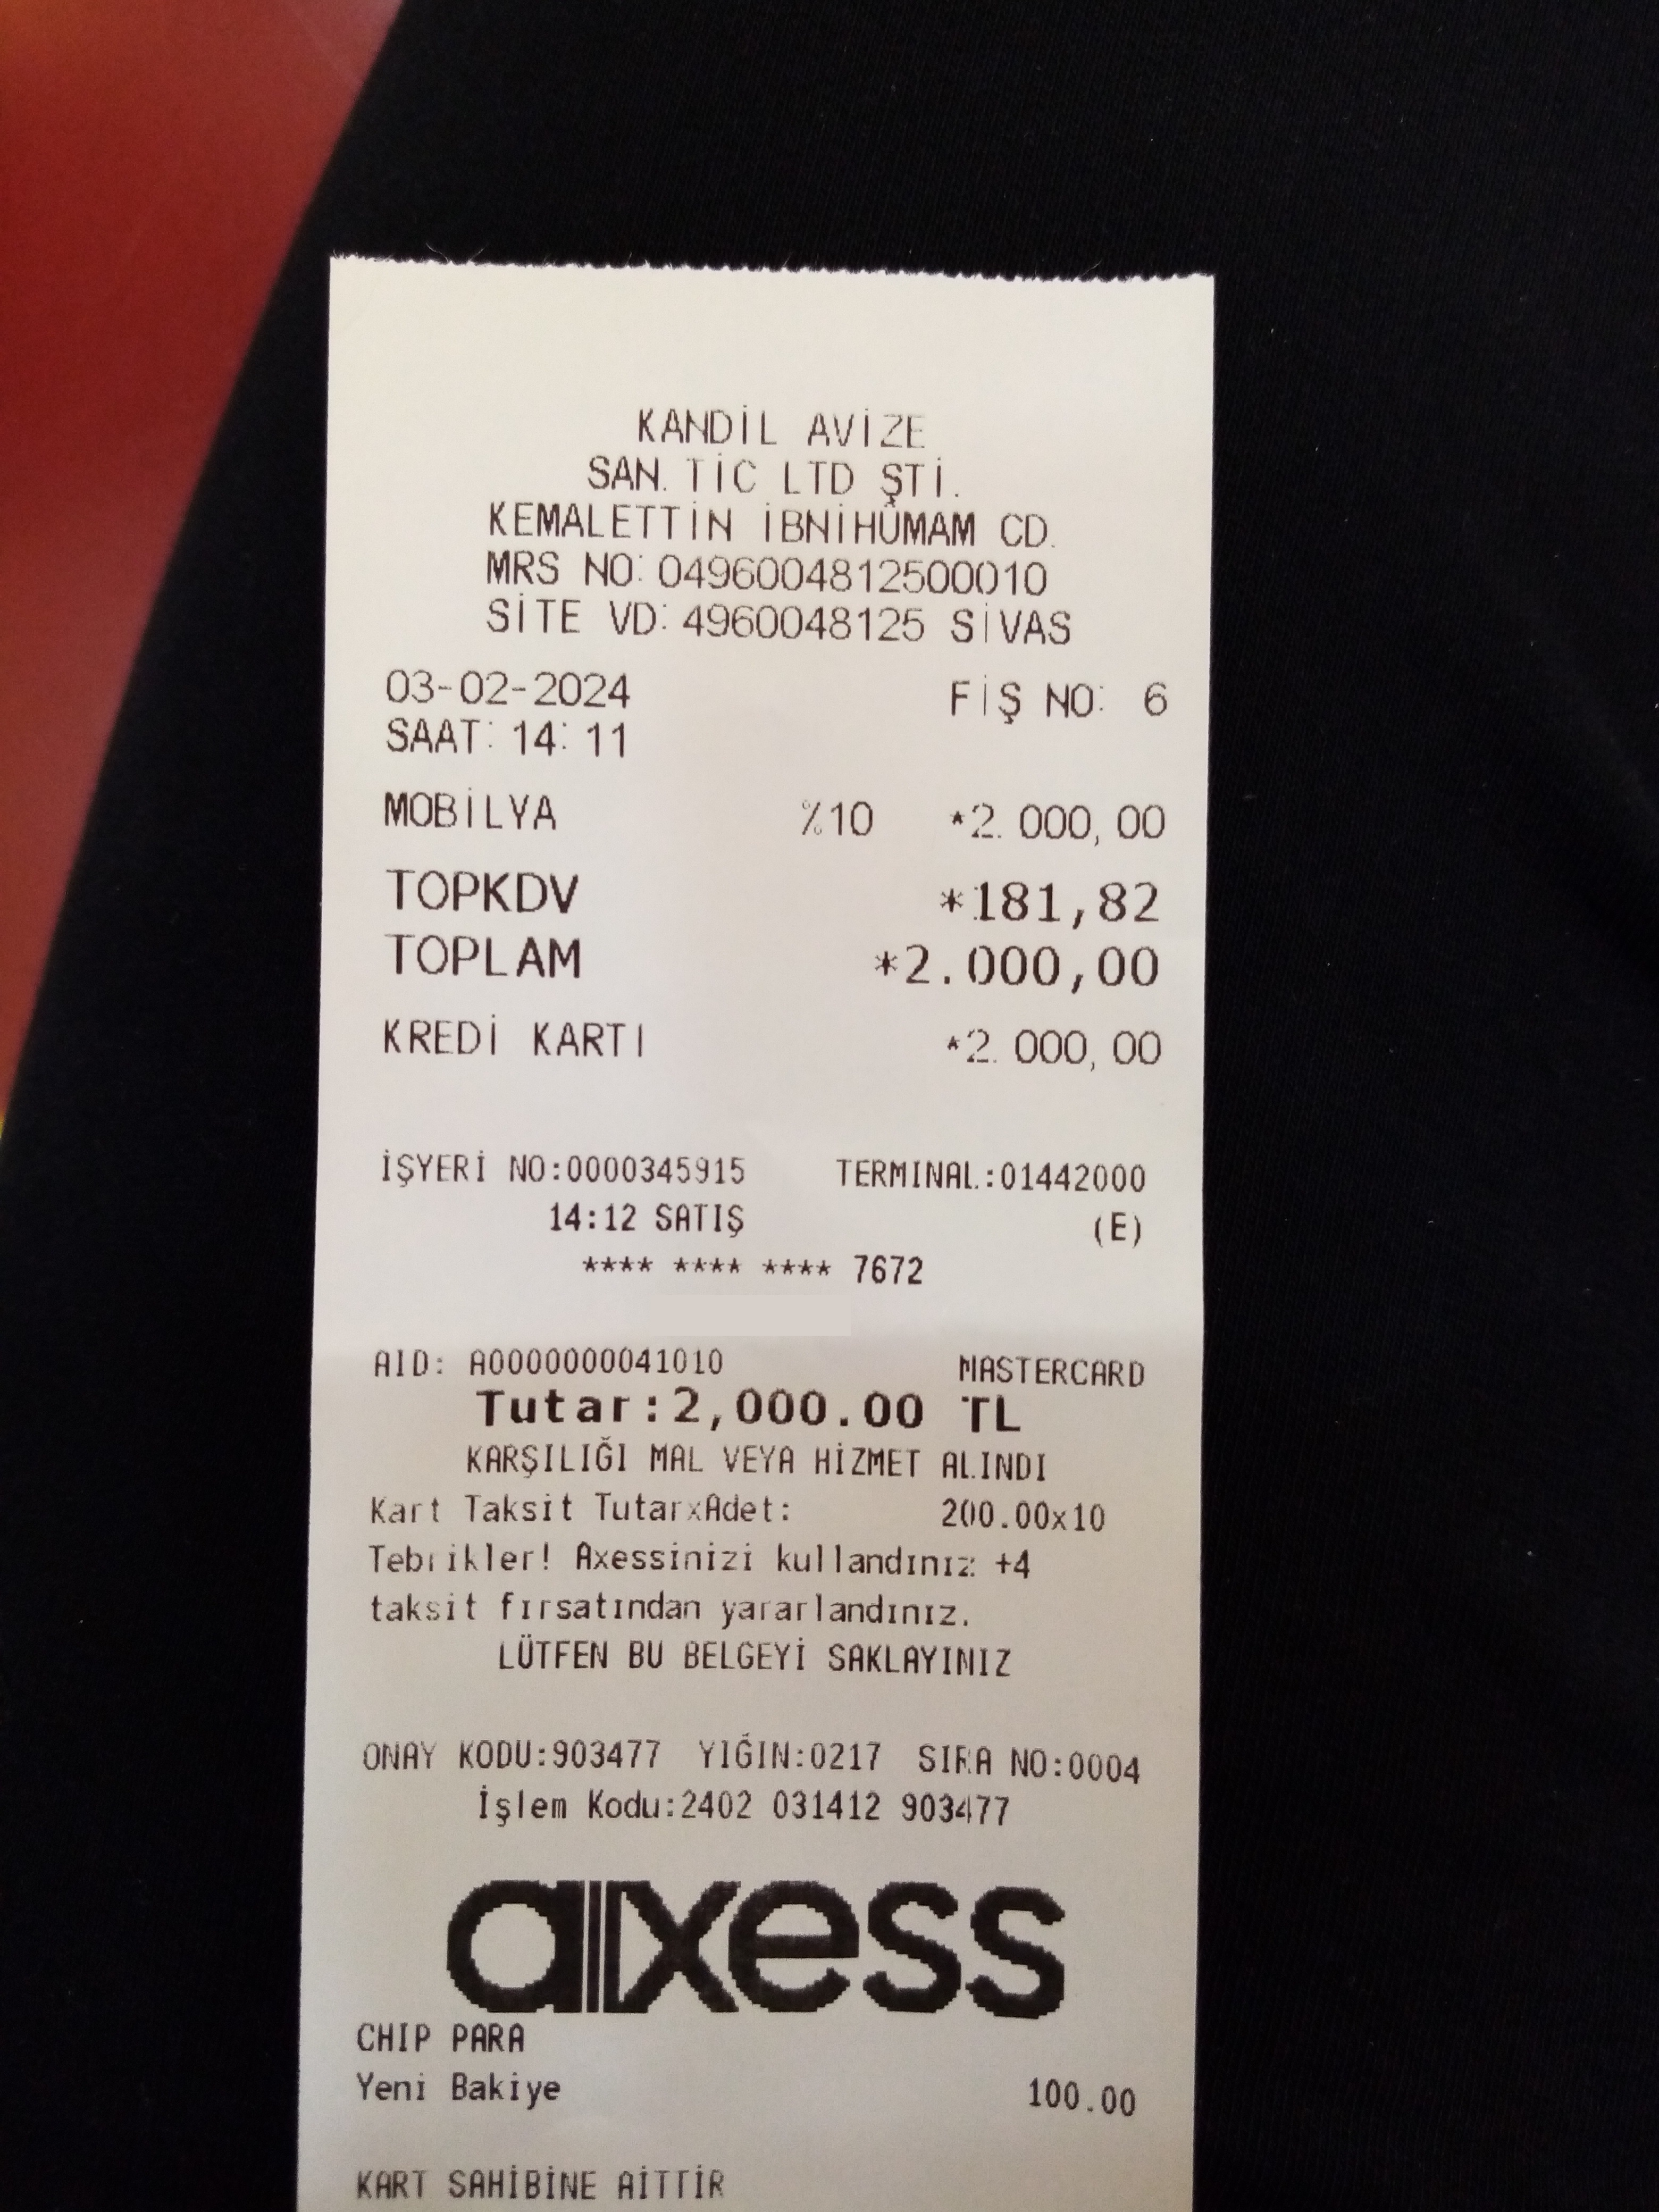 KANDİL AVİZE
SAN. TİC LTD ŞTİ.
KEMALETTİN İBNİHÜMAM CD.
MRS NO: 0496004812500010
SİTE VD: 4960048125 SİVAS
03-02-2024 FİŞ NO: 6
SAAT: 14:11
MOBİLYA %10 *2.000,00
TOPKDV *181,82
TOPLAM *2.000,00
KREDİ KARTI *2.000,00
İŞYERİ NO:0000345915 TERMINAL:01442000
14:12 SATIŞ (E)
**** **** **** 7672
AID: A0000000041010 MASTERCARD
Tutar:2,000.00 TL
KARŞILIĞI MAL VEYA HİZMET ALINDI
Kart Taksit TutarxAdet: 200.00x10
Tebrikler! Axessinizi kullandınız +4
taksit fırsatından yararlandınız.
LÜTFEN BU BELGEYİ SAKLAYINIZ
ONAY KODU:903477 YIĞIN:0217 SIRA NO:0004
İşlem Kodu:2402 031412 903477
axess
CHIP PARA
Yeni Bakiye 100.00
KART SAHİBİNE AİTTİR